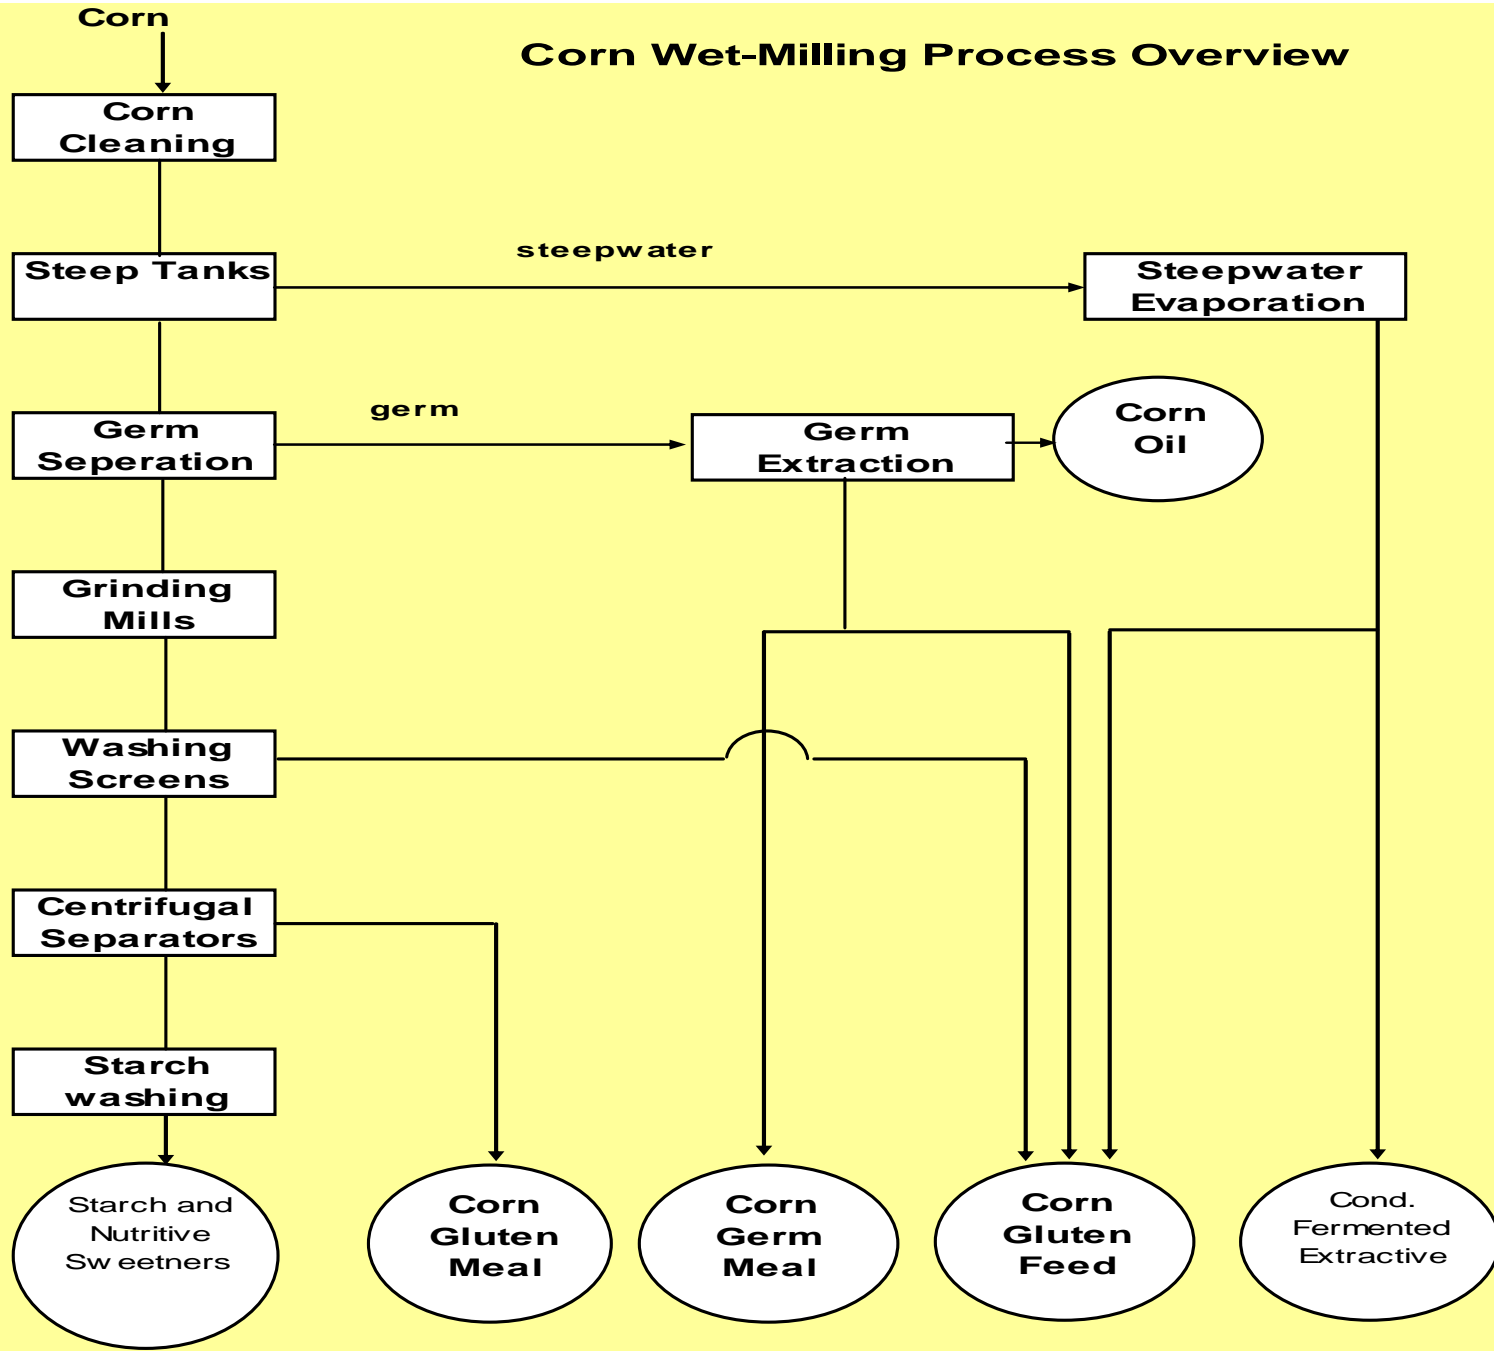 Corn
Corn Wet-Milling Process Overview
Corn
Cleaning
Steep Tanks
steepwater
Steepwater
Evaporation
Germ
Seperation
germ
Germ
Extraction
Corn
Oil
Grinding
Mills
Washing
Screens
Centrifugal
Separators
Starch
washing
Starch and
Nutritive
Sweetners
Corn
Gluten
Meal
Corn
Germ
Meal
Corn
Gluten
Feed
Cond.
Fermented
Extractive